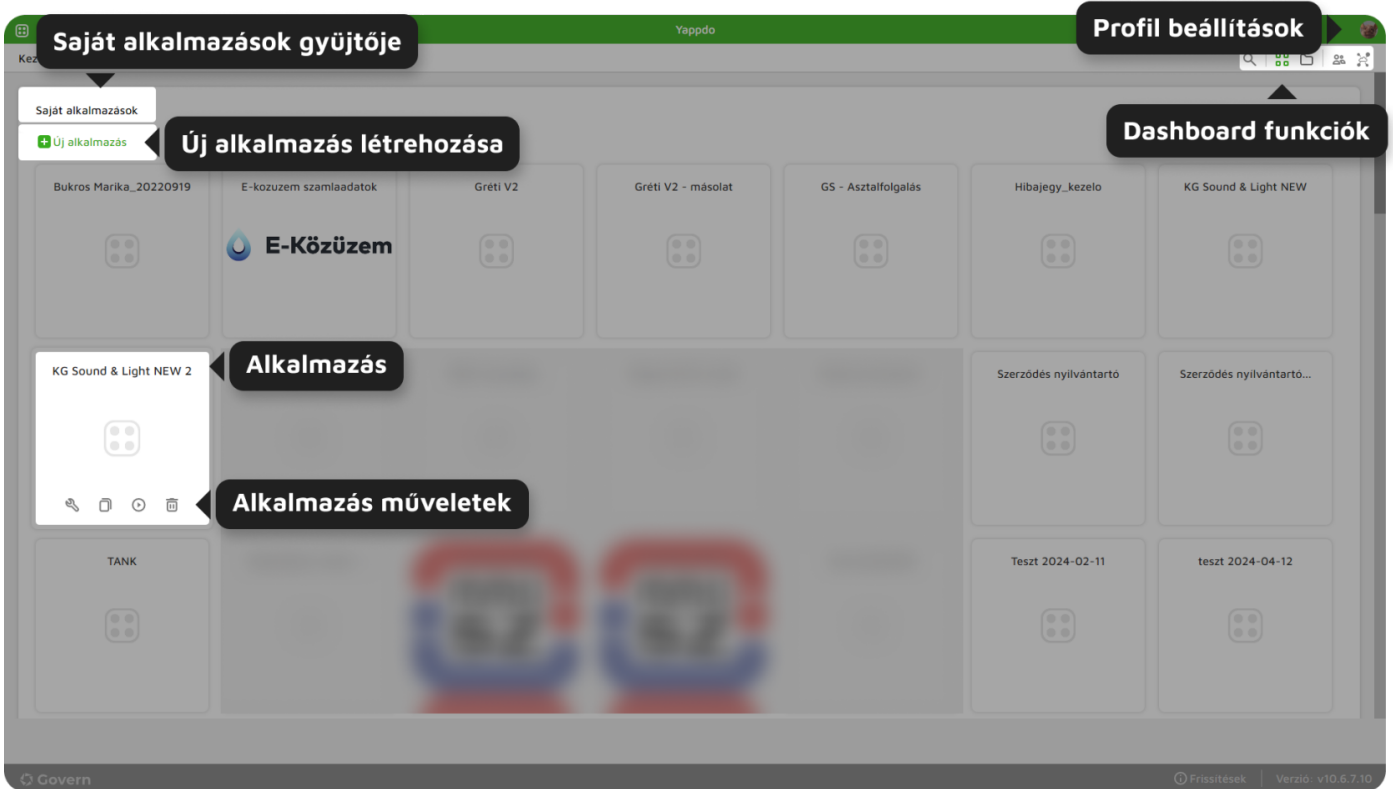 Yappdo
Profil beállítások
Saját alkalmazások gyűjtője
Kez
Saját alkalmazások
Dashboard funkciók
Új alkalmazás
Új alkalmazás létrehozása
Bukros Marika_20220919
E-kozuzem szamlaadatok
Gréti V2
Gréti V2 - másolat
GS - Asztalfolgalás
Hibajegy_kezelo
KG Sound & Light NEW
E-Közüzem
KG Sound & Light NEW 2
Alkalmazás
Szerződés nyilvántartó
Szerződés nyilvántartó...
Alkalmazás műveletek
TANK
Teszt 2024-02-11
teszt 2024-04-12
Govern
Frissítések
Verzió: v10.6.7.10